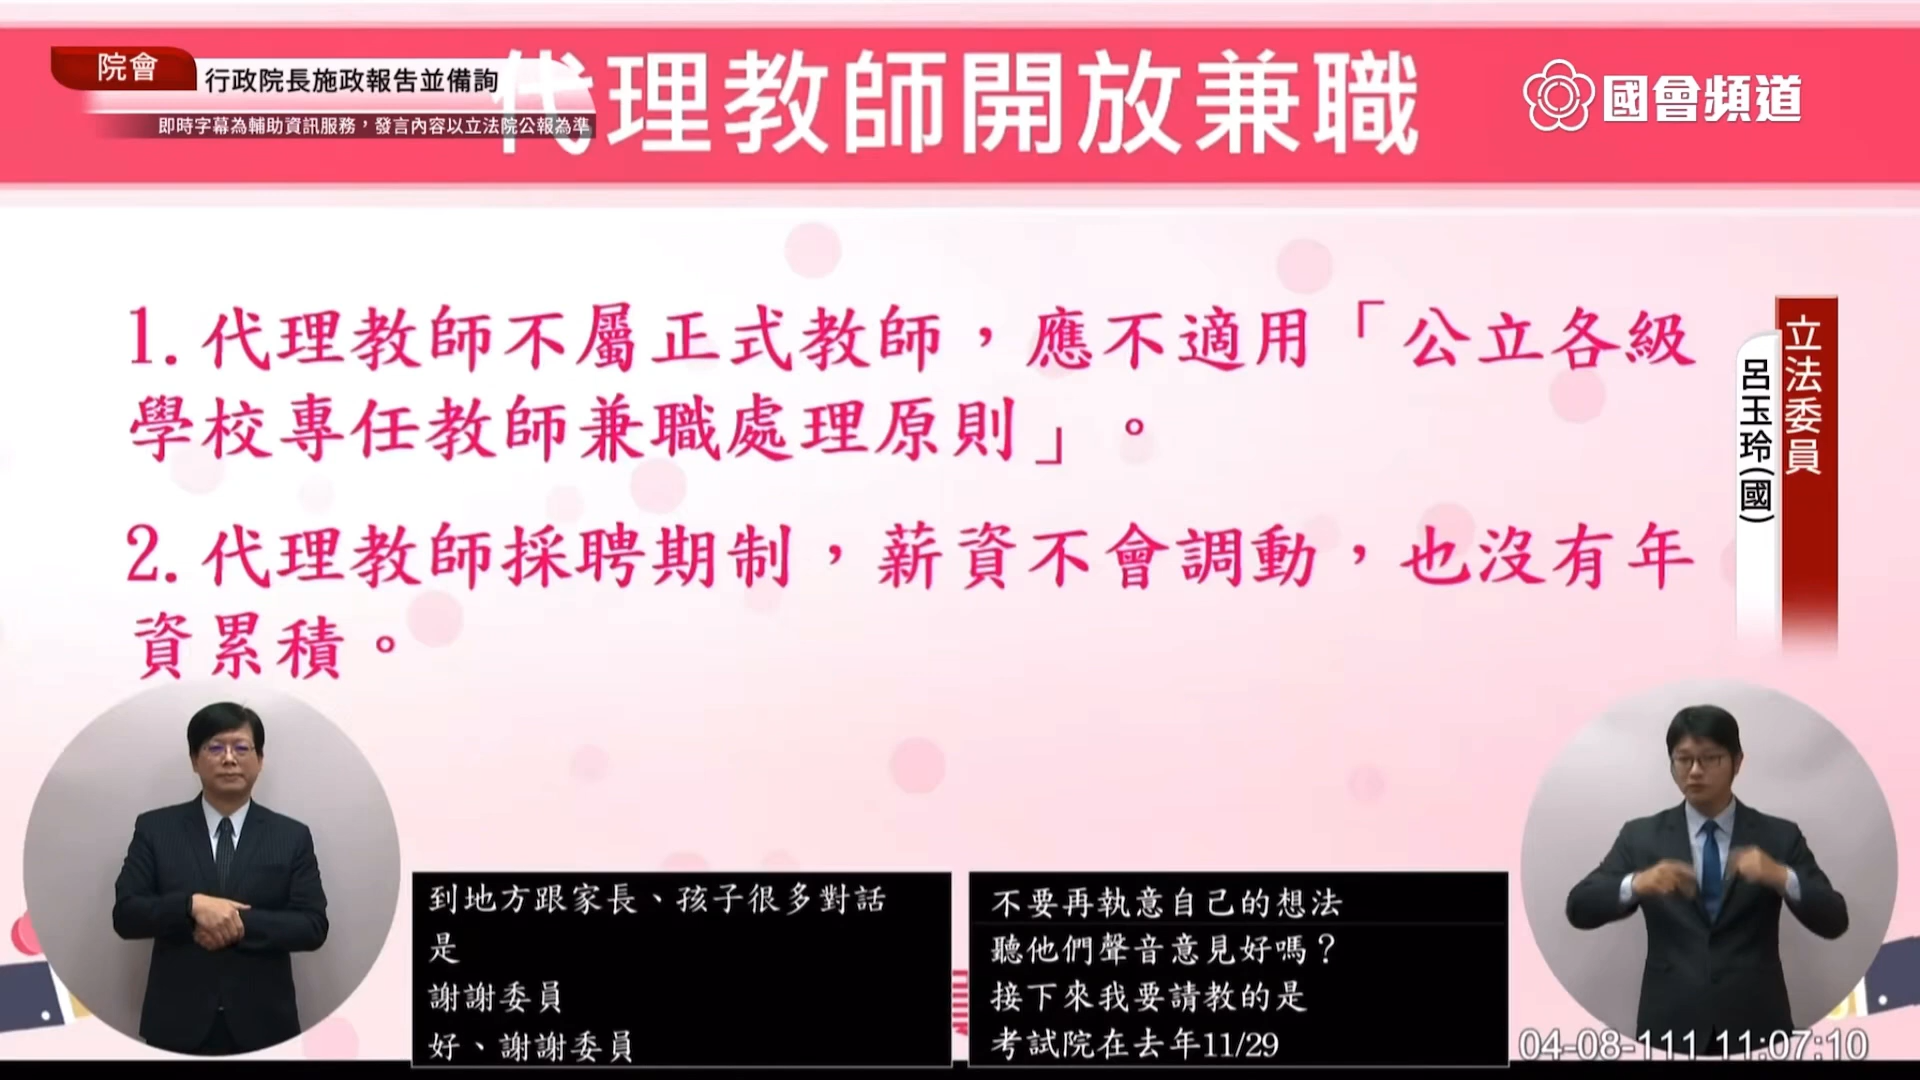 院會
行政院長施政報告並備詢
即時字幕為輔助資訊服務，發言內容以立法院公報為準
代理教師開放兼職
國會頻道
1.代理教師不屬正式教師，應不適用「公立各級
學校專任教師兼職處理原則」。
2.代理教師採聘期制，薪資不會調動，也沒有年
資累積。
立法委員
呂玉玲(國)
到地方跟家長、孩子很多對話
是
謝謝委員
好、謝謝委員
不要再執意自己的想法
聽他們聲音意見好嗎？
接下來我要請教的是
考試院在去年11/29
04-08-111 11:07:10